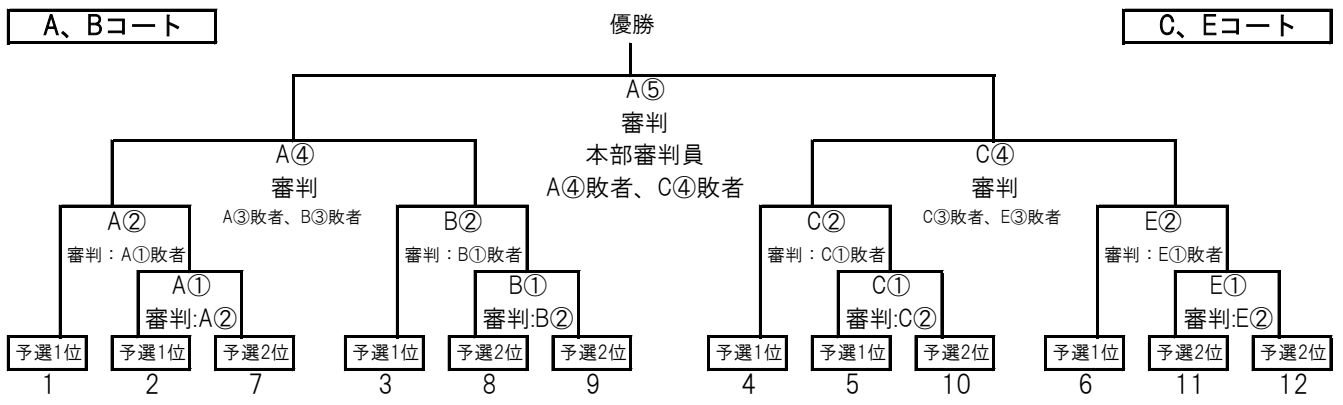 A、Bコート
優勝
C、Eコート
A⑤
審判
本部審判員
A④敗者、C④敗者
A④
審判
A③敗者、B③敗者
C④
審判
C③敗者、E③敗者
A②
審判：A①敗者
B②
審判：B①敗者
C②
審判：C①敗者
E②
審判：E①敗者
A①
審判:A②
B①
審判:B②
C①
審判:C②
E①
審判:E②
予選1位 予選1位 予選2位 予選1位 予選2位 予選2位 予選1位 予選1位 予選2位 予選1位 予選2位 予選2位
1 2 7 3 8 9 4 5 10 6 11 12